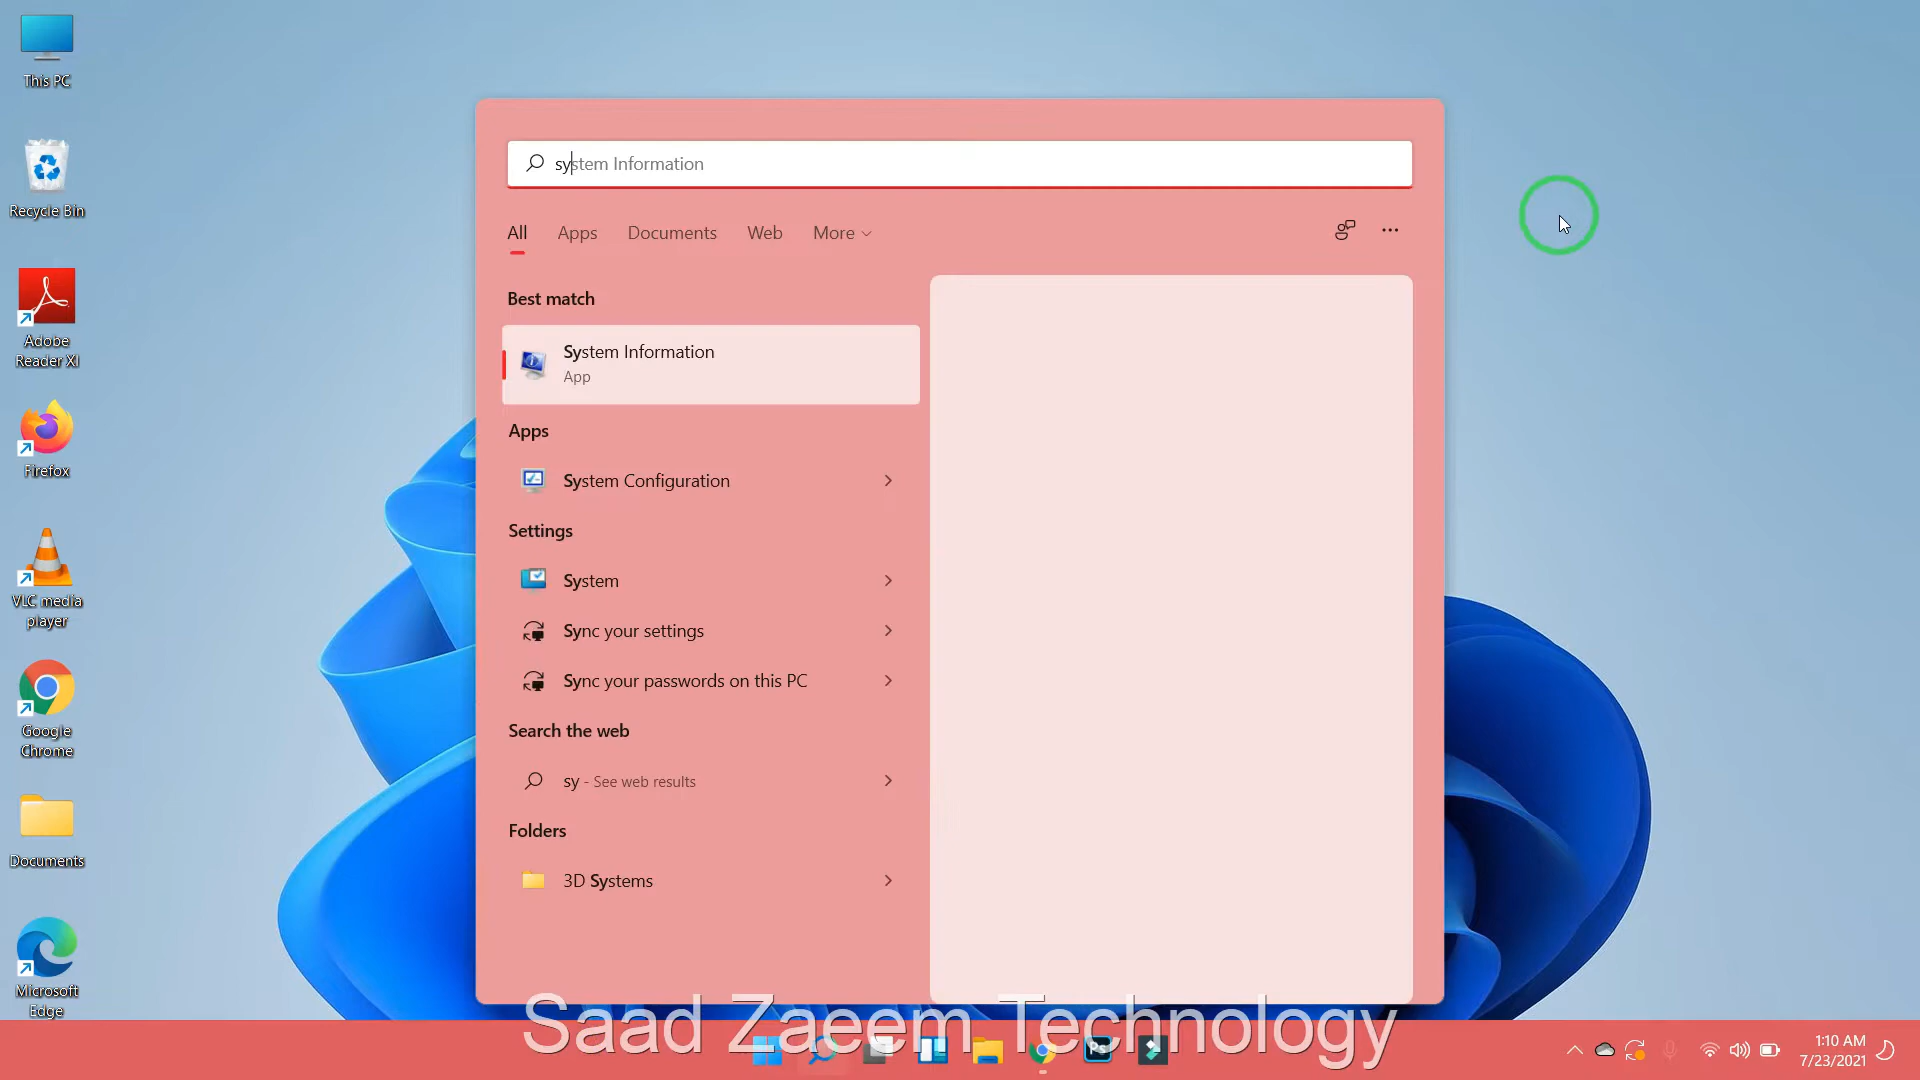 This PC
Recycle Bin
Adobe
Reader XI
Firefox
VLC media
player
Google
Chrome
Documents
Microsoft
Edge
system Information
All
Apps
Documents
Web
More
Best match
System Information
App
Apps
System Configuration
Settings
System
Sync your settings
Sync your passwords on this PC
Search the web
sy - See web results
Folders
3D Systems
Saad Zaeem Technology
Ps
1:10 AM
7/23/2021